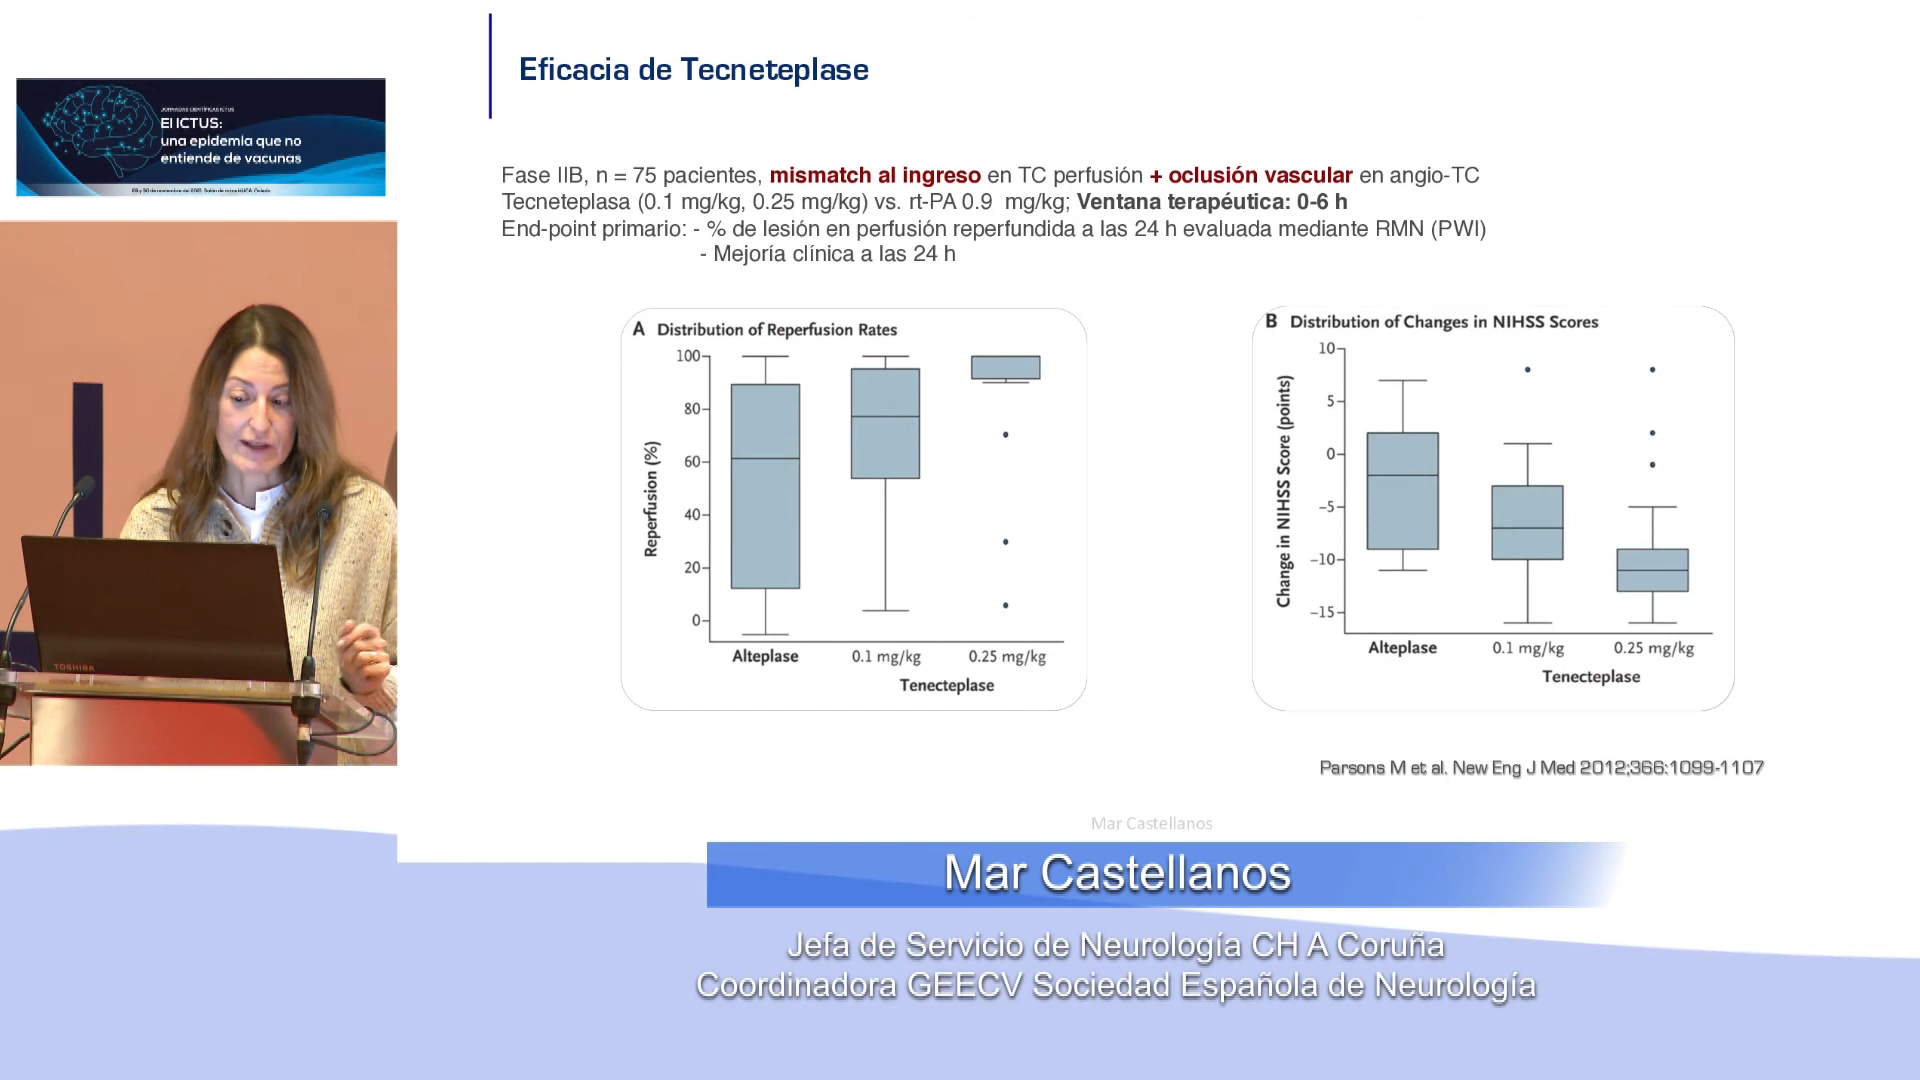 Eficacia de Tecneteplase
JORNADAS CIENTÍFICAS ICTUS
El ICTUS:
una epidemia que no
entiende de vacunas
Fase IIB, n = 75 pacientes, mismatch al ingreso en TC perfusión + oclusión vascular en angio-TC
Tecneteplasa (0.1 mg/kg, 0.25 mg/kg) vs. rt-PA 0.9 mg/kg; Ventana terapéutica: 0-6 h
End-point primario: - % de lesión en perfusión reperfundida a las 24 h evaluada mediante RMN (PWI)
- Mejoría clínica a las 24 h
A Distribution of Reperfusion Rates
Reperfusion (%)
100
80
60
40
20
0
Alteplase
0.1 mg/kg
0.25 mg/kg
Tenecteplase
B Distribution of Changes in NIHSS Scores
Change in NIHSS Score (points)
10
5
0
−5
−10
−15
Alteplase
0.1 mg/kg
0.25 mg/kg
Tenecteplase
TOSHIBA
Parsons M et al. New Eng J Med 2012;366:1099-1107
Mar Castellanos
Mar Castellanos
Jefa de Servicio de Neurología CH A Coruña
Coordinadora GEECV Sociedad Española de Neurología